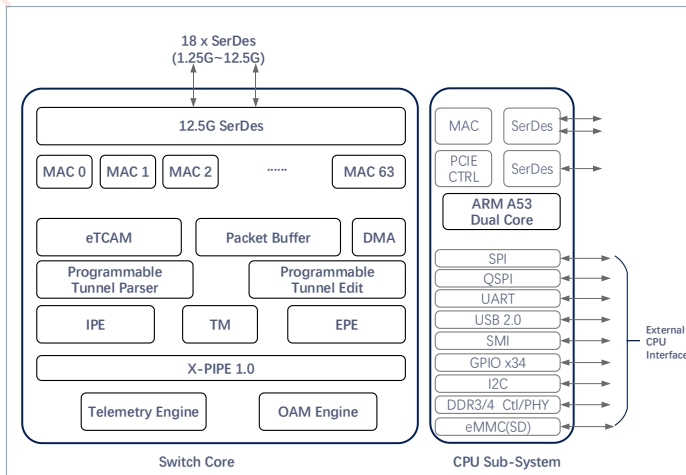 18 x SerDes
(1.25G~12.5G)
12.5G SerDes
MAC 0
MAC 1
MAC 2
......
MAC 63
eTCAM
Packet Buffer
DMA
Programmable
Tunnel Parser
Programmable
Tunnel Edit
IPE
TM
EPE
X-PIPE 1.0
Telemetry Engine
OAM Engine
Switch Core
MAC
SerDes
PCIE
CTRL
SerDes
ARM A53
Dual Core
SPI
QSPI
UART
USB 2.0
SMI
GPIO x34
I2C
DDR3/4 Ctl/PHY
eMMC(SD)
External
CPU
Interface
CPU Sub-System